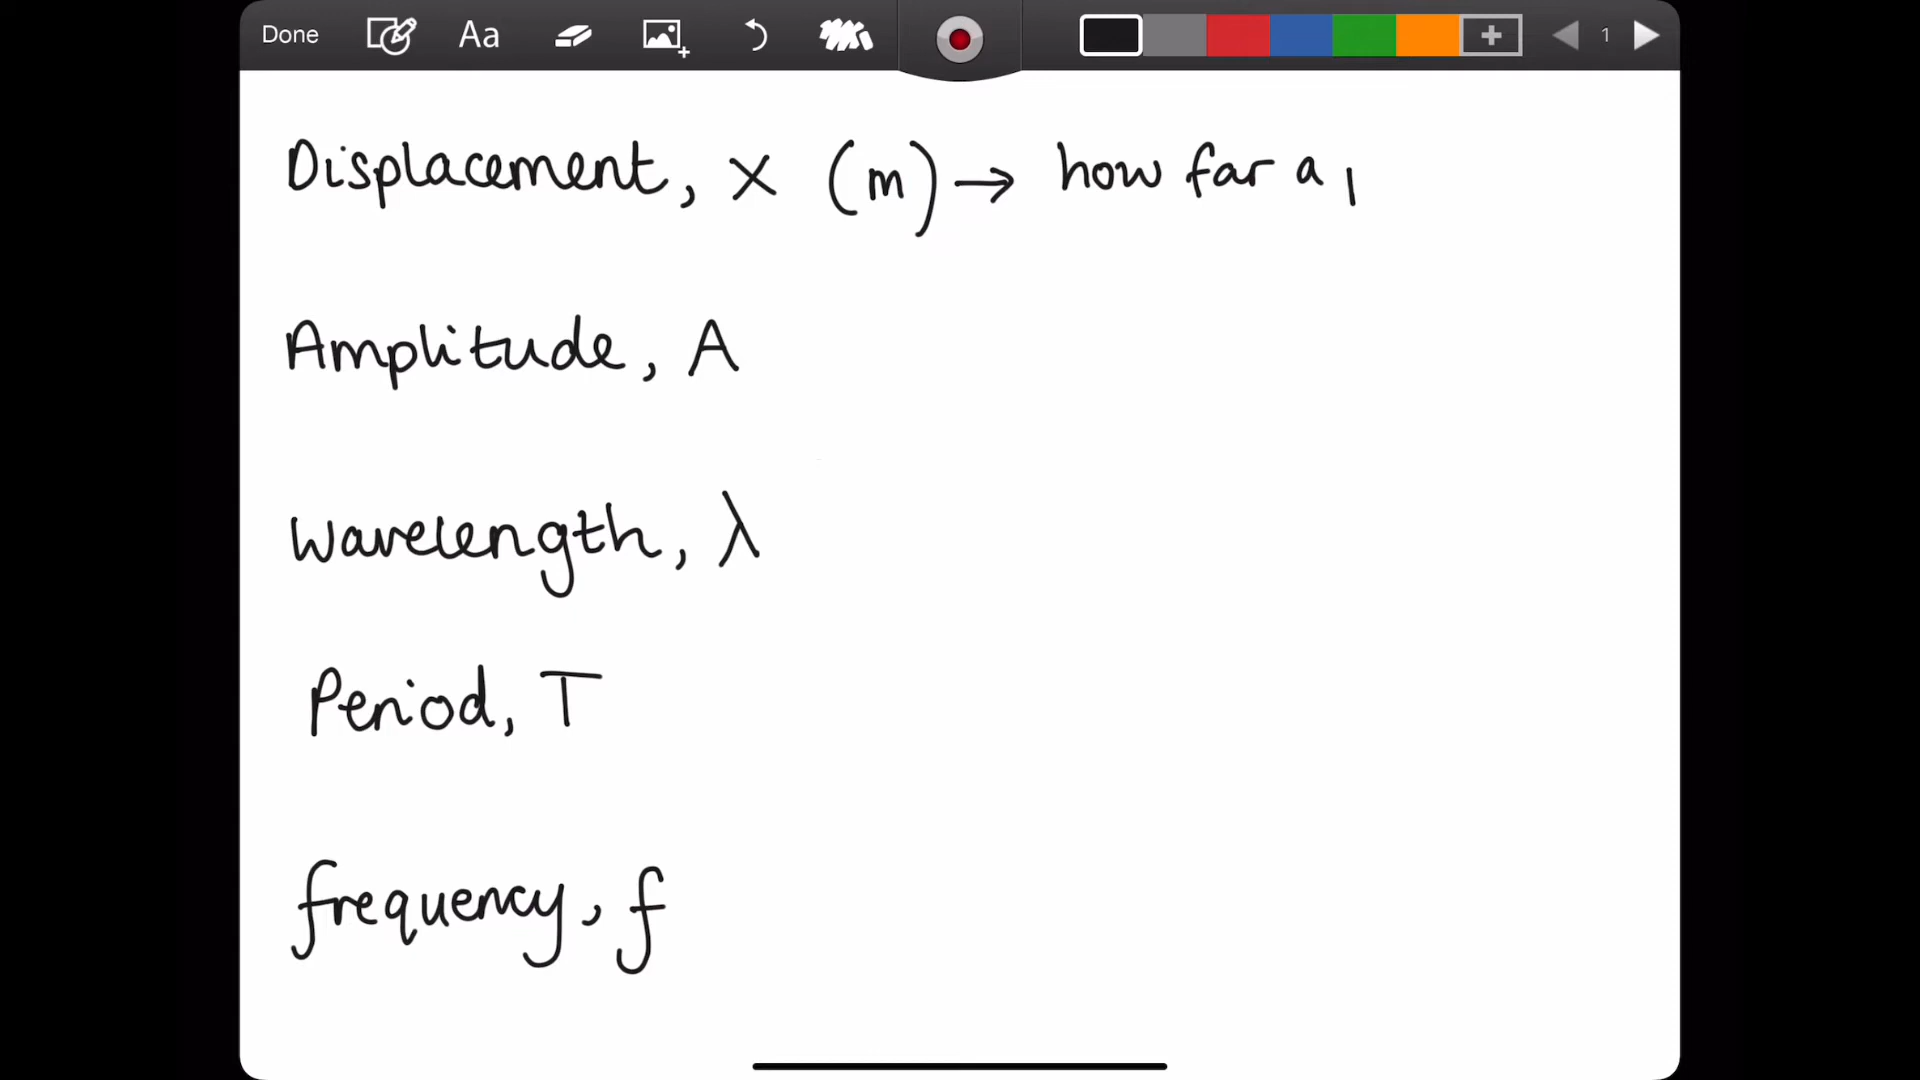 Done Aa 1
Displacement, x (m) → how far a
Amplitude, A
Wavelength, λ
Period, T
frequency, f